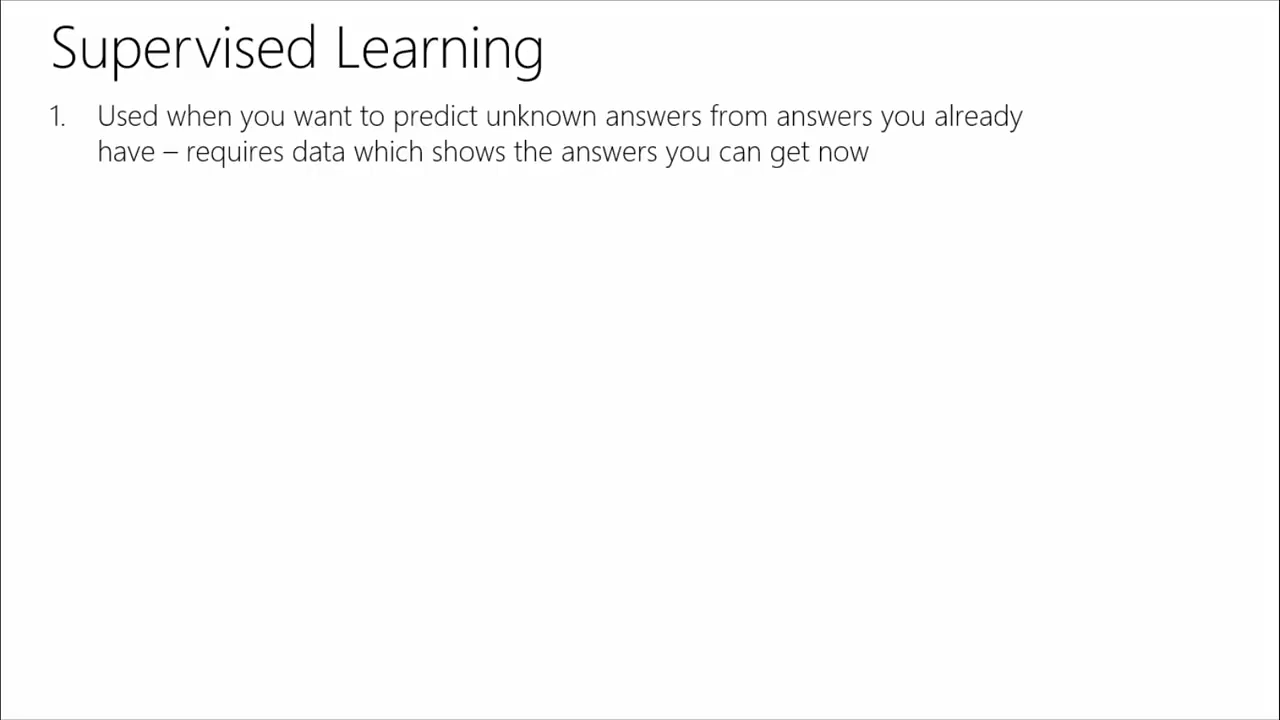 Supervised Learning
1. Used when you want to predict unknown answers from answers you already
have – requires data which shows the answers you can get now